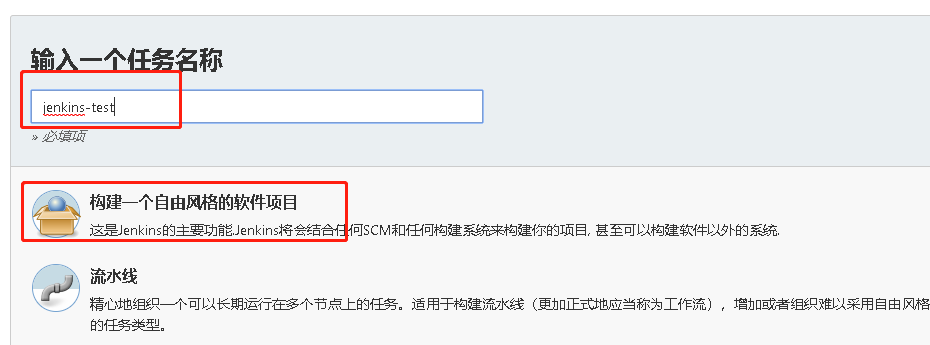 输入一个任务名称
jenkins-test
» 必填项
构建一个自由风格的软件项目
这是Jenkins的主要功能.Jenkins将会结合任何SCM和任何构建系统来构建你的项目, 甚至可以构建软件以外的系统.
流水线
精心地组织一个可以长期运行在多个节点上的任务。适用于构建流水线（更加正式地应当称为工作流），增加或者组织难以采用自由风格
的任务类型。